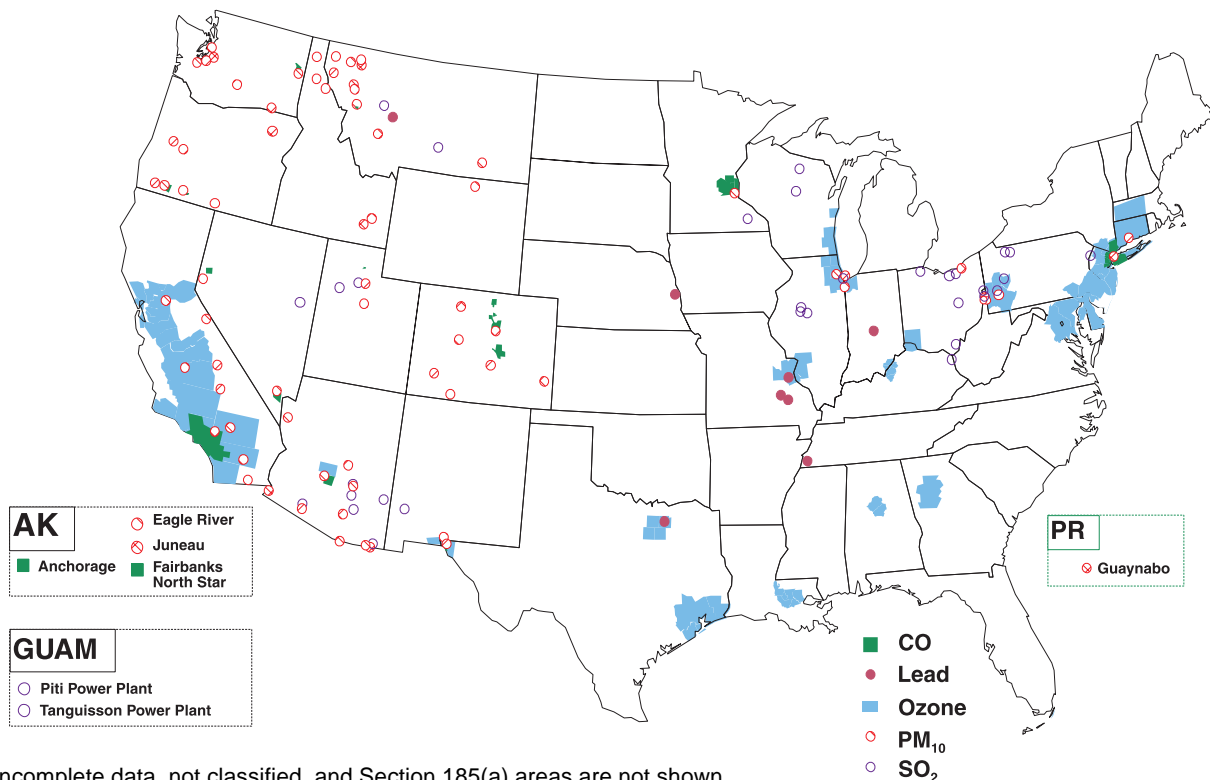 AK
Eagle River
Juneau
Anchorage
Fairbanks
North Star
GUAM
Piti Power Plant
Tanguisson Power Plant
PR
Guaynabo
CO
Lead
Ozone
PM10
SO2
ncomplete data, not classified, and Section 185(a) areas are not shown